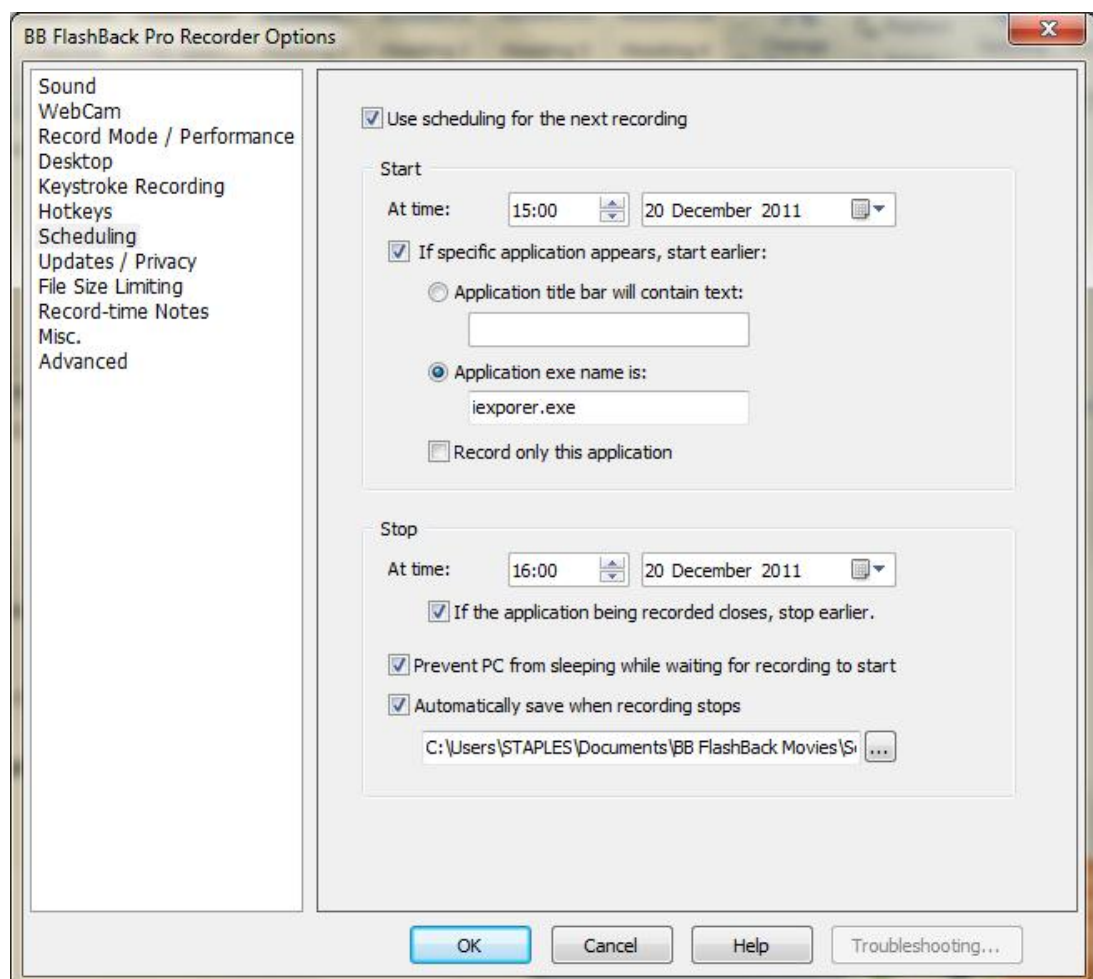 BB FlashBack Pro Recorder Options
Sound
WebCam
Record Mode / Performance
Desktop
Keystroke Recording
Hotkeys
Scheduling
Updates / Privacy
File Size Limiting
Record-time Notes
Misc.
Advanced
Use scheduling for the next recording
Start
At time: 15:00 20 December 2011
If specific application appears, start earlier:
Application title bar will contain text:
Application exe name is:
iexporer.exe
Record only this application
Stop
At time: 16:00 20 December 2011
If the application being recorded closes, stop earlier.
Prevent PC from sleeping while waiting for recording to start
Automatically save when recording stops
C:\Users\STAPLES\Documents\BB FlashBack Movies\ ...
OK Cancel Help Troubleshooting...